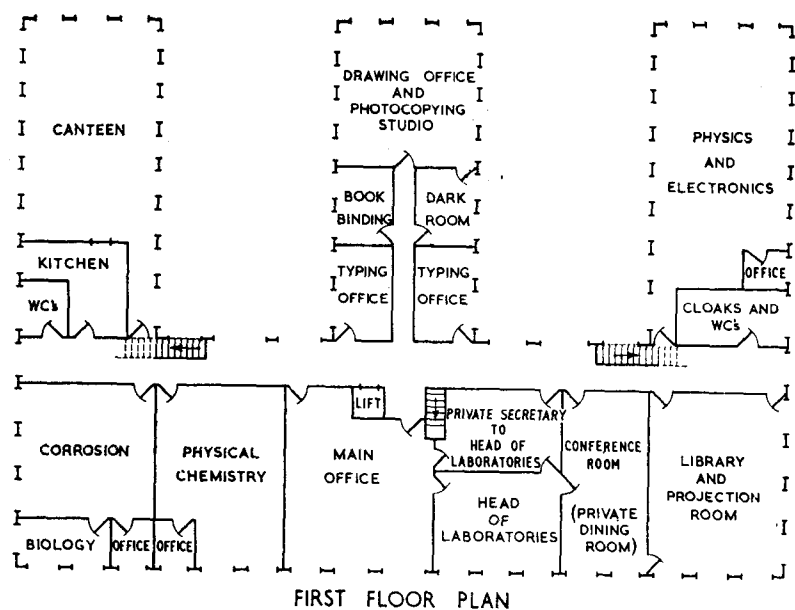 CANTEEN
KITCHEN
WC's
DRAWING OFFICE
AND
PHOTOCOPYING
STUDIO
BOOK
BINDING
DARK
ROOM
TYPING
OFFICE
TYPING
OFFICE
PHYSICS
AND
ELECTRONICS
OFFICE
CLOAKS AND
WC's
CORROSION
BIOLOGY
OFFICE
OFFICE
PHYSICAL
CHEMISTRY
LIFT
MAIN
OFFICE
PRIVATE SECRETARY
TO
HEAD OF
LABORATORIES
HEAD
OF
LABORATORIES
CONFERENCE
ROOM
(PRIVATE
DINING
ROOM)
LIBRARY
AND
PROJECTION
ROOM
FIRST FLOOR PLAN